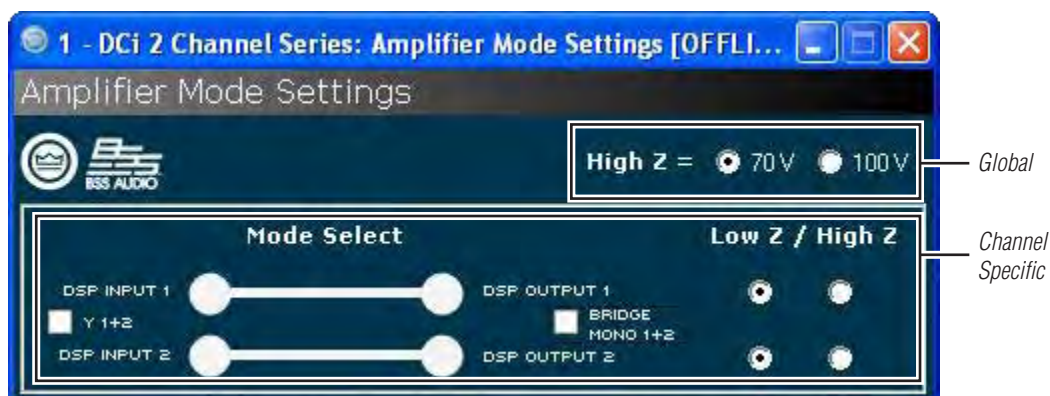 1 - DCi 2 Channel Series: Amplifier Mode Settings [OFFLI...
Amplifier Mode Settings
BSS AUDIO
High Z = 70V 100V
Global
Mode Select Low Z / High Z
Channel
Specific
DSP INPUT 1 DSP OUTPUT 1
Y 1+2 BRIDGE
MONO 1+2
DSP INPUT 2 DSP OUTPUT 2